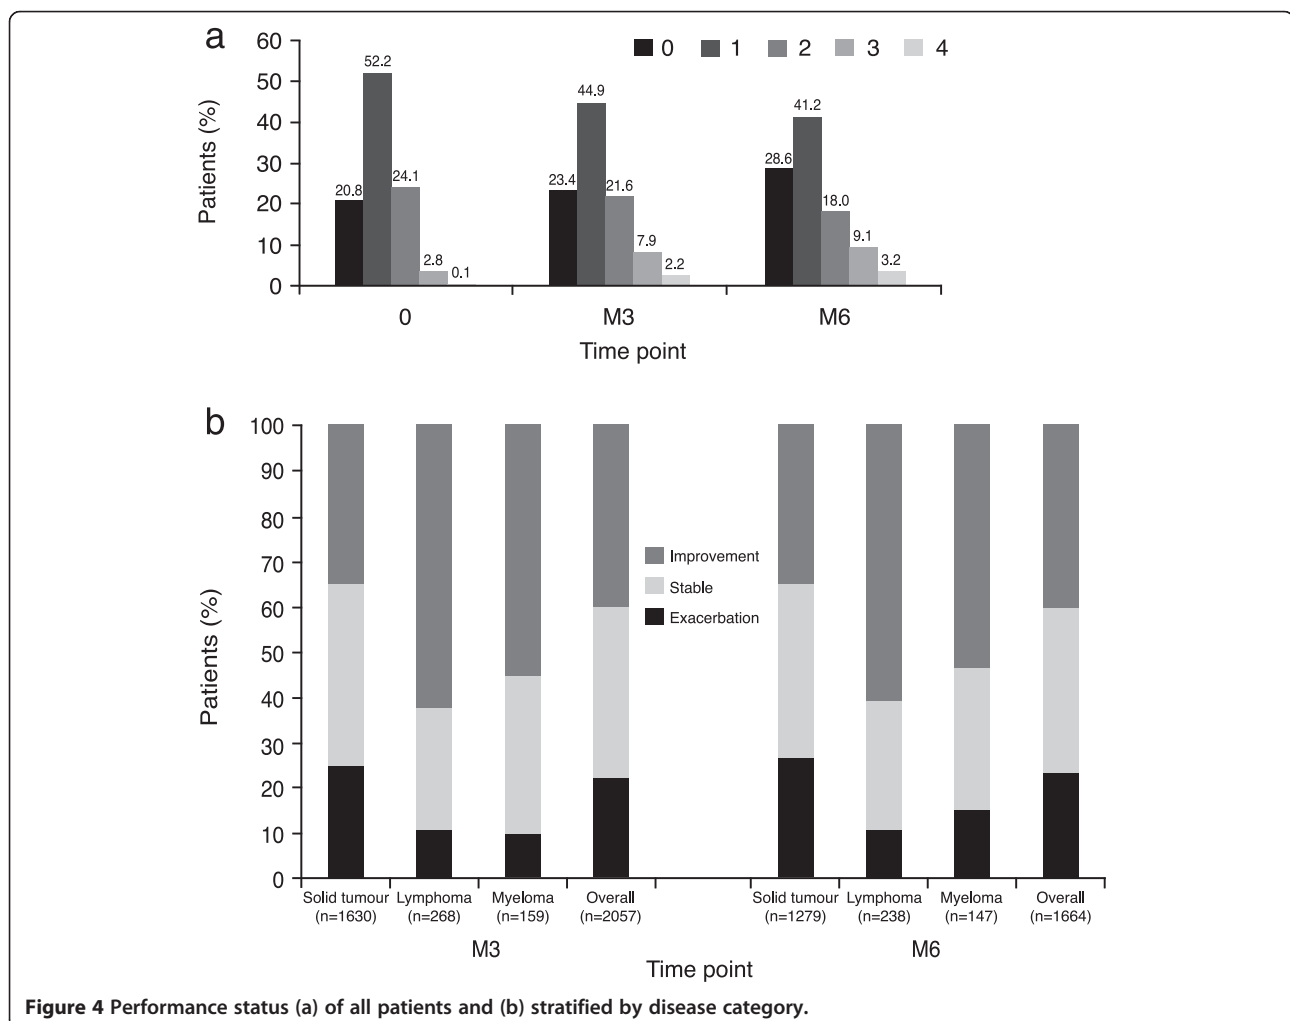 a
60
50
40
30
20
10
0
Patients (%)
0 1 2 3 4
20.8
52.2
24.1
2.8
0.1
23.4
44.9
21.6
7.9
2.2
28.6
41.2
18.0
9.1
3.2
0 M3 M6
Time point
b
100
90
80
70
60
50
40
30
20
10
0
Patients (%)
Improvement
Stable
Exacerbation
Solid tumour Lymphoma Myeloma Overall Solid tumour Lymphoma Myeloma Overall
(n=1630) (n=268) (n=159) (n=2057) (n=1279) (n=238) (n=147) (n=1664)
M3 M6
Time point
Figure 4 Performance status (a) of all patients and (b) stratified by disease category.